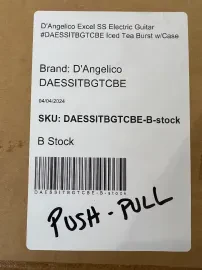 D'Angelico Excel SS Electric Guitar
#DAESSITBGTCBE Iced Tea Burst w/Case
Brand: D'Angelico
DAESSITBGTCBE
04/04/2024
SKU: DAESSITBGTCBE-B-stock
B Stock
DAESSITBGTCBE-B-stock
PUSH-PULL